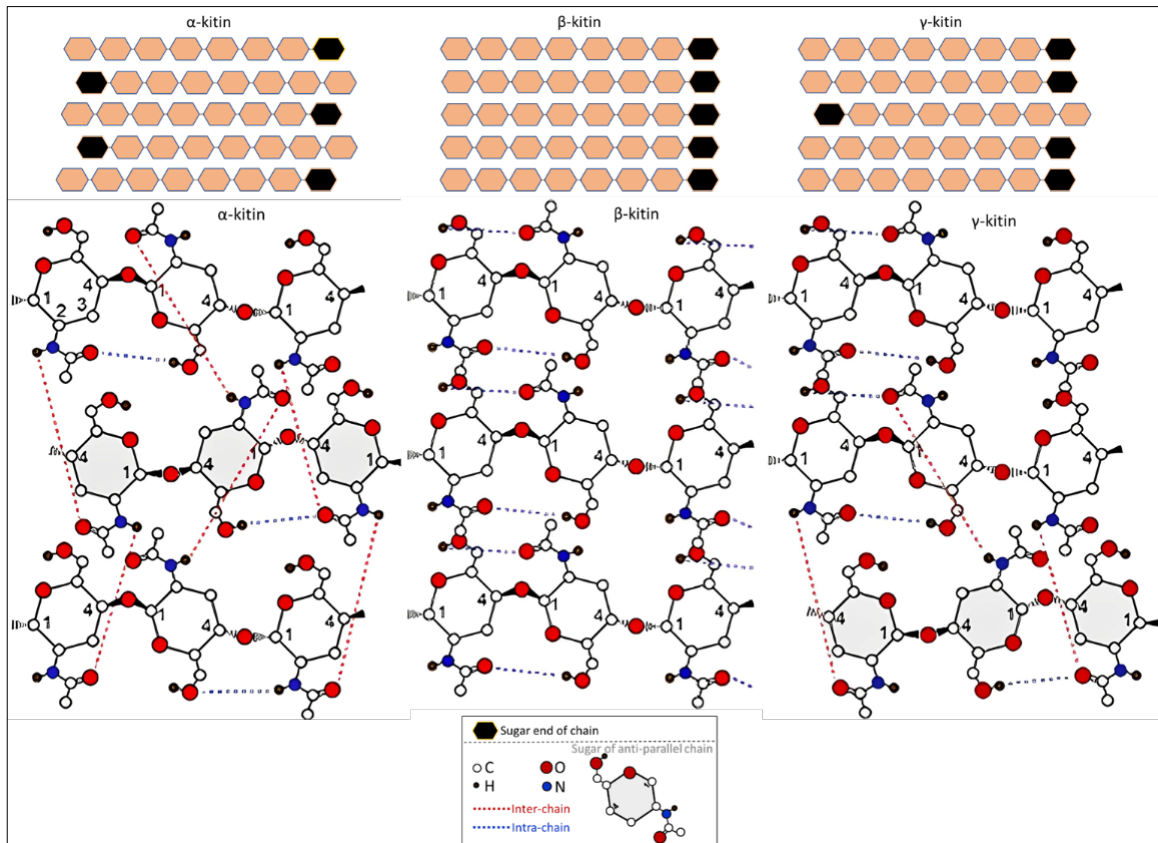 α-kitin
β-kitin
γ-kitin
α-kitin
β-kitin
γ-kitin
1 2 3 4 1 4 1 4
4 1 4 1 4 1
1 4 1 4 1 4
4 1 4 1 4
4 1 4 1 4
4 1 4 1 4
4 1 4 1 4
4 1 4 1 4
4 1 4 1 4 1
Sugar end of chain
Sugar of anti-parallel chain
C
O
H
N
Inter-chain
Intra-chain